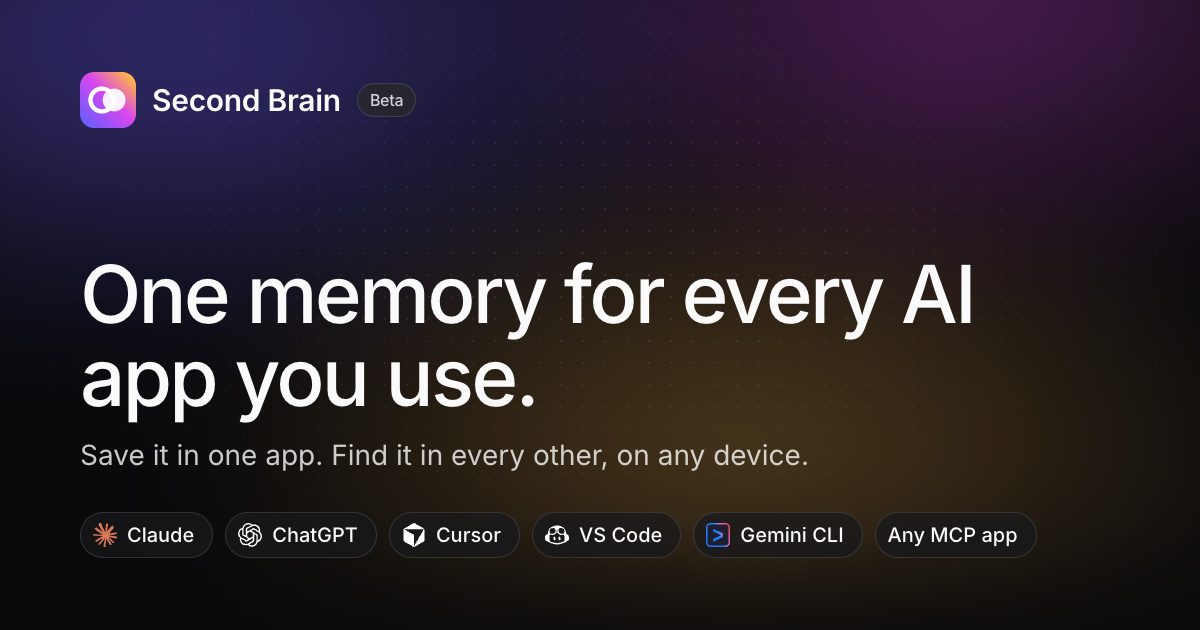 Second Brain Beta
One memory for every AI
app you use.
Save it in one app. Find it in every other, on any device.
Claude ChatGPT Cursor VS Code Gemini CLI Any MCP app